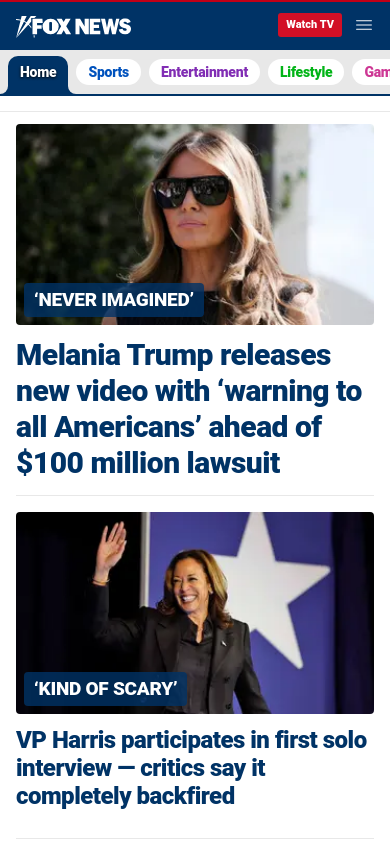 FOX NEWS
Watch TV
Home
Sports
Entertainment
Lifestyle
Gam
‘NEVER IMAGINED’
Melania Trump releases
new video with ‘warning to
all Americans’ ahead of
$100 million lawsuit
‘KIND OF SCARY’
VP Harris participates in first solo
interview — critics say it
completely backfired